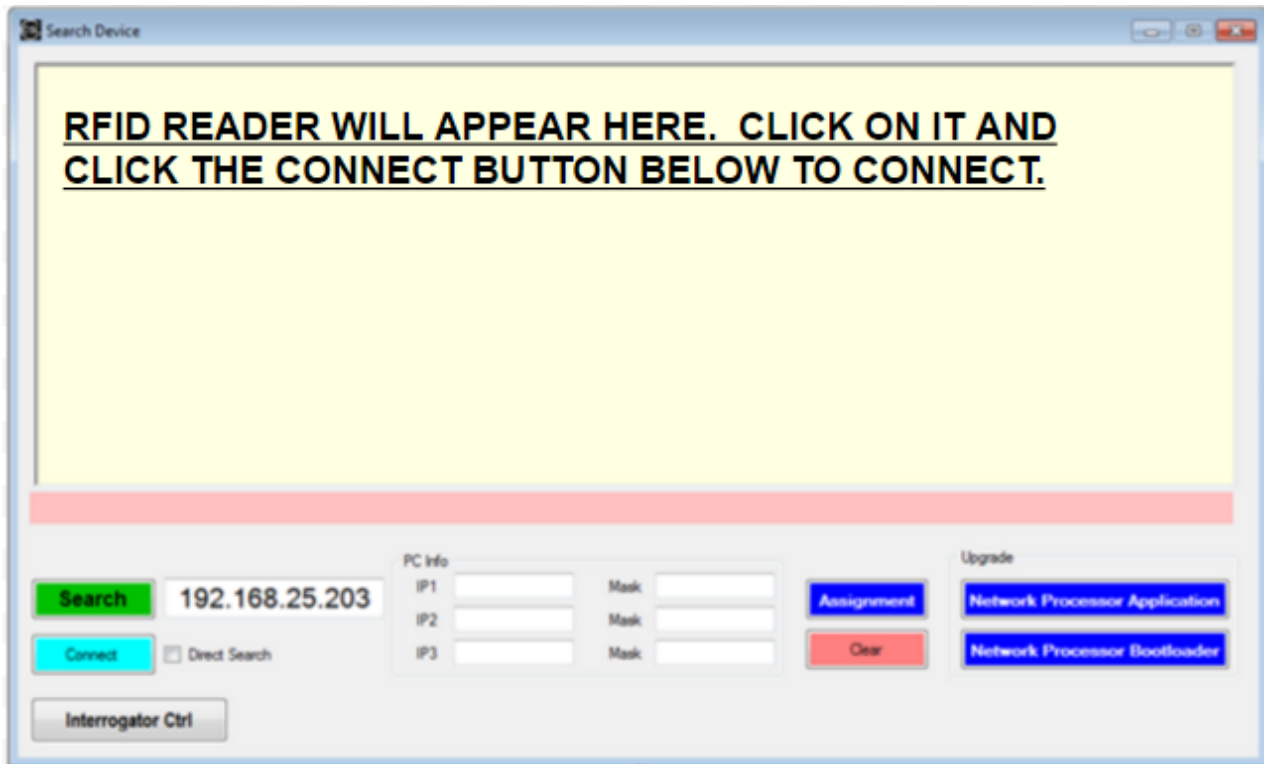 Search Device
RFID READER WILL APPEAR HERE. CLICK ON IT AND
CLICK THE CONNECT BUTTON BELOW TO CONNECT.
PC Info
Upgrade
Search
192.168.25.203
IP1
Mask
Assignment
Network Processor Application
IP2
Mask
Connect
Direct Search
IP3
Mask
Clear
Network Processor Bootloader
Interrogator Ctrl